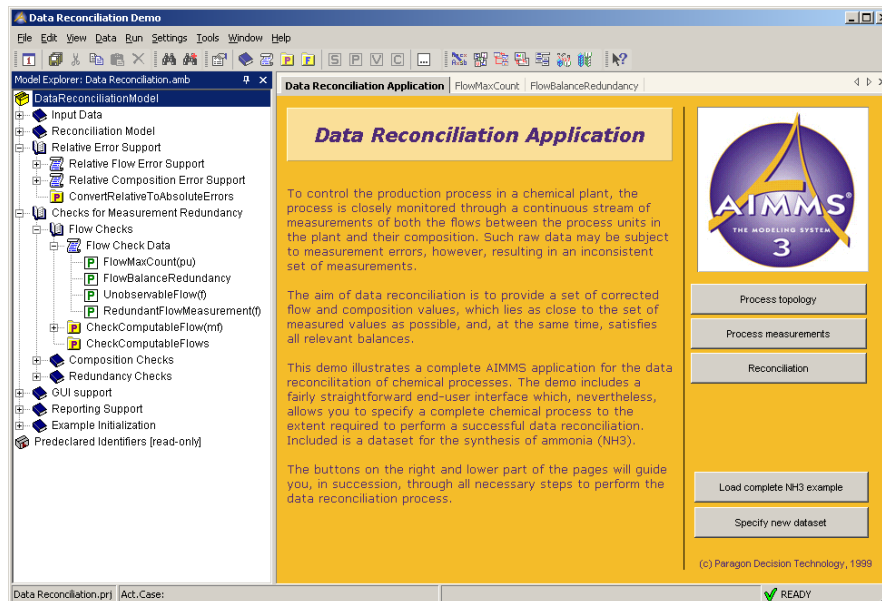 Data Reconciliation Demo
File Edit View Data Run Settings Tools Window Help
Model Explorer: Data Reconciliation.amb
DataReconciliationModel
Input Data
Reconciliation Model
Relative Error Support
Relative Flow Error Support
Relative Composition Error Support
ConvertRelativeToAbsoluteErrors
Checks for Measurement Redundancy
Flow Checks
Flow Check Data
FlowMaxCount(pu)
FlowBalanceRedundancy
UnobservableFlow(f)
RedundantFlowMeasurement(f)
CheckComputableFlow(mf)
CheckComputableFlows
Composition Checks
Redundancy Checks
GUI support
Reporting Support
Example Initialization
Predeclared Identifiers [read-only]
Data Reconciliation Application FlowMaxCount FlowBalanceRedundancy
Data Reconciliation Application
To control the production process in a chemical plant, the
process is closely monitored through a continuous stream of
measurements of both the flows between the process units in
the plant and their composition. Such raw data may be subject
to measurement errors, however, resulting in an inconsistent
set of measurements.
The aim of data reconciliation is to provide a set of corrected
flow and composition values, which lies as close to the set of
measured values as possible, and, at the same time, satisfies
all relevant balances.
This demo illustrates a complete AIMMS application for the data
reconcilitation of chemical processes. The demo includes a
fairly straightforward end-user interface which, nevertheless,
allows you to specify a complete chemical process to the
extent required to perform a successful data reconciliation.
Included is a dataset for the synthesis of ammonia (NH3).
The buttons on the right and lower part of the pages will guide
you, in succession, through all necessary steps to perform the
data reconciliation process.
AIMMS®
THE MODELING SYSTEM
3
Process topology
Process measurements
Reconciliation
Load complete NH3 example
Specify new dataset
(c) Paragon Decision Technology, 1999
Data Reconciliation.prj Act.Case: READY